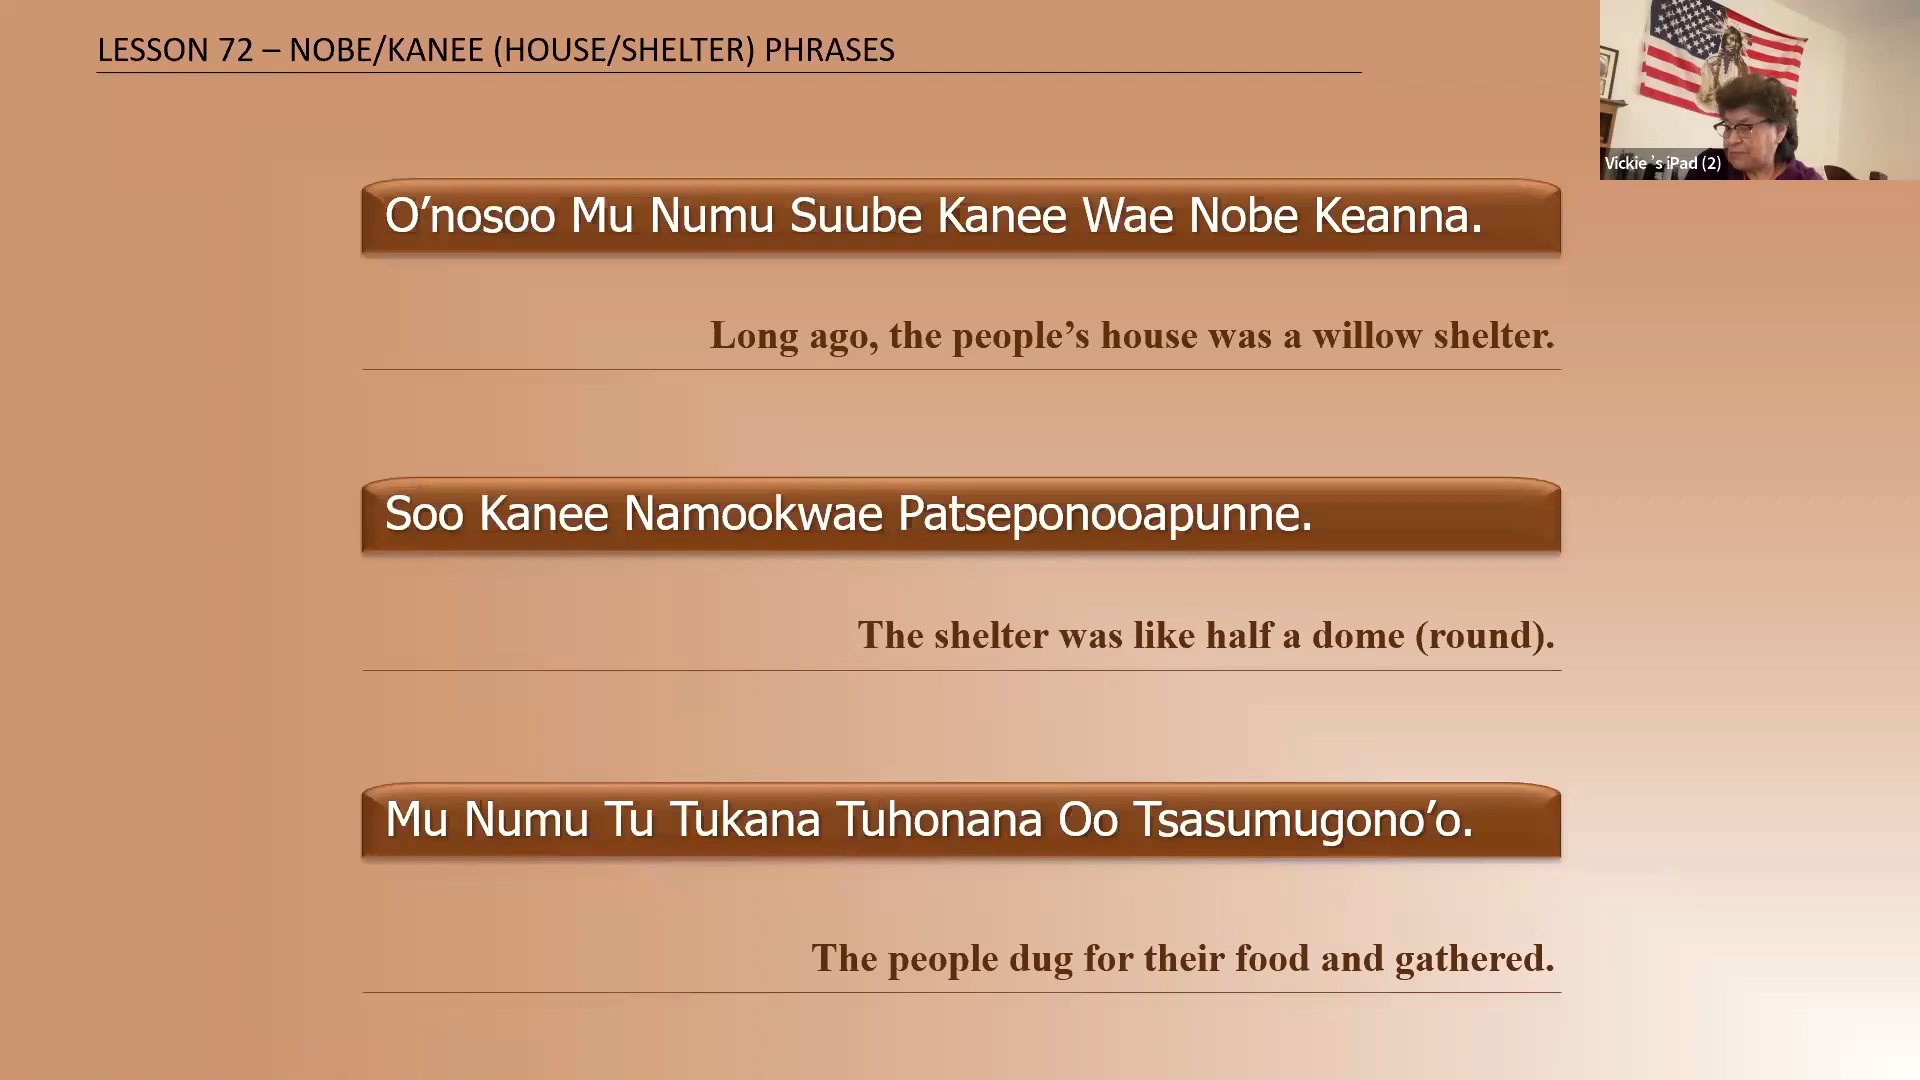 LESSON 72 – NOBE/KANEE (HOUSE/SHELTER) PHRASES
Vickie ’s iPad (2)
O’nosoo Mu Numu Suube Kanee Wae Nobe Keanna.
Long ago, the people’s house was a willow shelter.
Soo Kanee Namookwae Patseponooapunne.
The shelter was like half a dome (round).
Mu Numu Tu Tukana Tuhonana Oo Tsasumugono’o.
The people dug for their food and gathered.